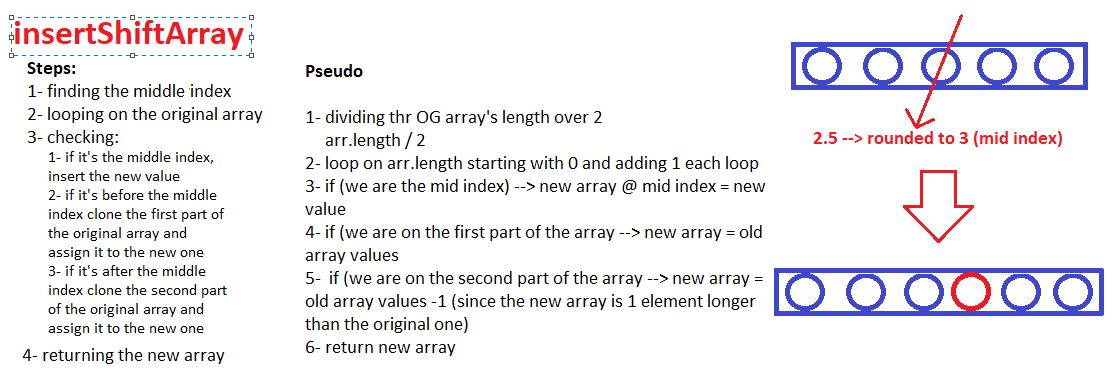 insertShiftArray
Steps:
1- finding the middle index
2- looping on the original array
3- checking:
1- if it's the middle index,
insert the new value
2- if it's before the middle
index clone the first part of
the original array and
assign it to the new one
3- if it's after the middle
index clone the second part
of the original array and
assign it to the new one
4- returning the new array
Pseudo
1- dividing thr OG array's length over 2
arr.length / 2
2- loop on arr.length starting with 0 and adding 1 each loop
3- if (we are the mid index) --> new array @ mid index = new
value
4- if (we are on the first part of the array --> new array = old
array values
5-  if (we are on the second part of the array --> new array =
old array values -1 (since the new array is 1 element longer
than the original one)
6- return new array
2.5 --> rounded to 3 (mid index)